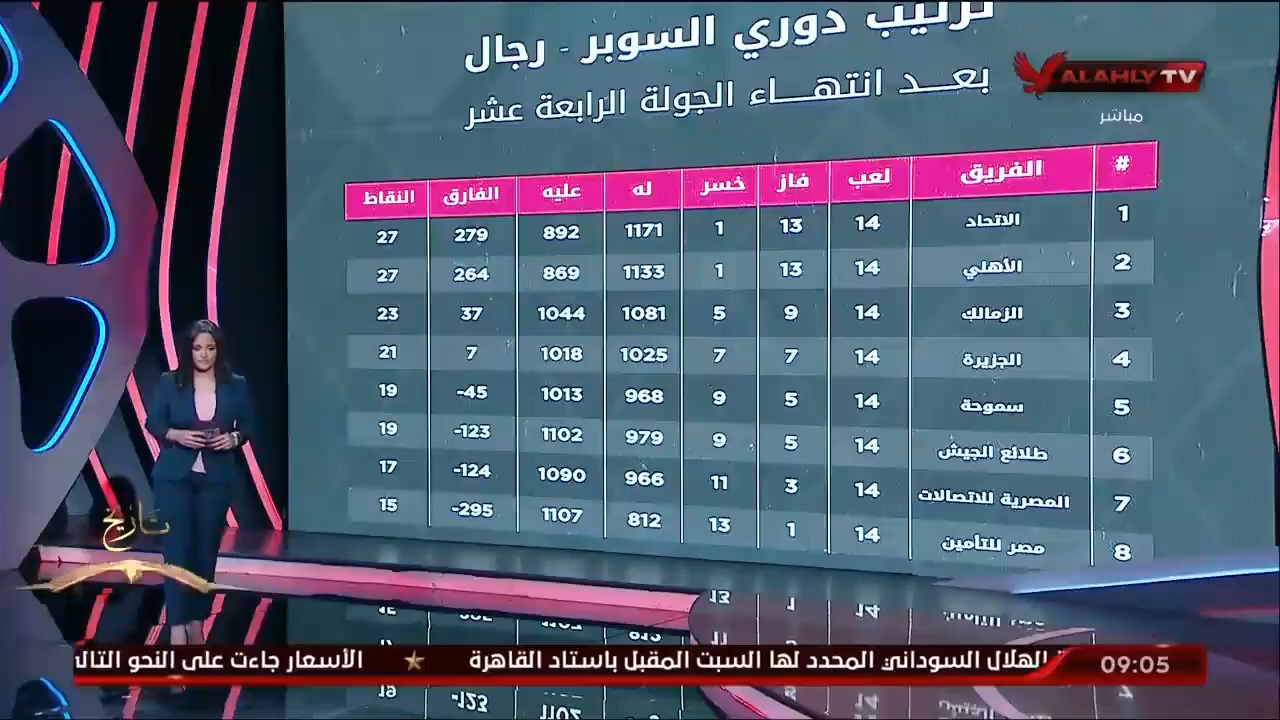 ترتيب دوري السوبر - رجال
بعد انتهاء الجولة الرابعة عشر
ALAHLY TV
مباشر
# الفريق لعب فاز خسر له عليه الفارق النقاط
1 الاتحاد 14 13 1 1171 892 279 27
2 الأهلي 14 13 1 1133 869 264 27
3 الزمالك 14 9 5 1081 1044 37 23
4 الجزيرة 14 7 7 1025 1018 7 21
5 سموحة 14 5 9 968 1013 -45 19
6 طلائع الجيش 14 5 9 979 1102 -123 19
7 المصرية للاتصالات 14 3 11 966 1090 -124 17
8 مصر للتأمين 14 1 13 812 1107 -295 15
تاريخ
الهلال السوداني المحدد لها السبت المقبل باستاد القاهرة ★ الأسعار جاءت على النحو
09:05